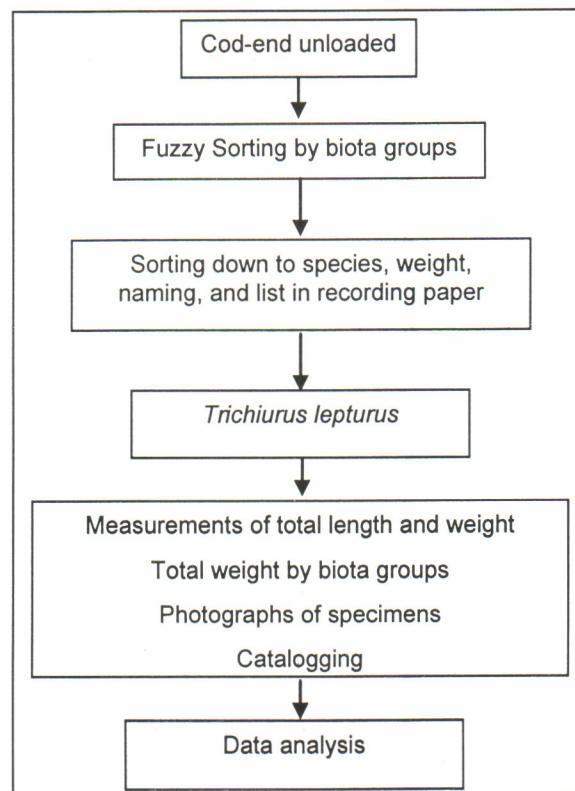 Cod-end unloaded
Fuzzy Sorting by biota groups
Sorting down to species, weight,
naming, and list in recording paper
Trichiurus lepturus
Measurements of total length and weight
Total weight by biota groups
Photographs of specimens
Catalogging
Data analysis